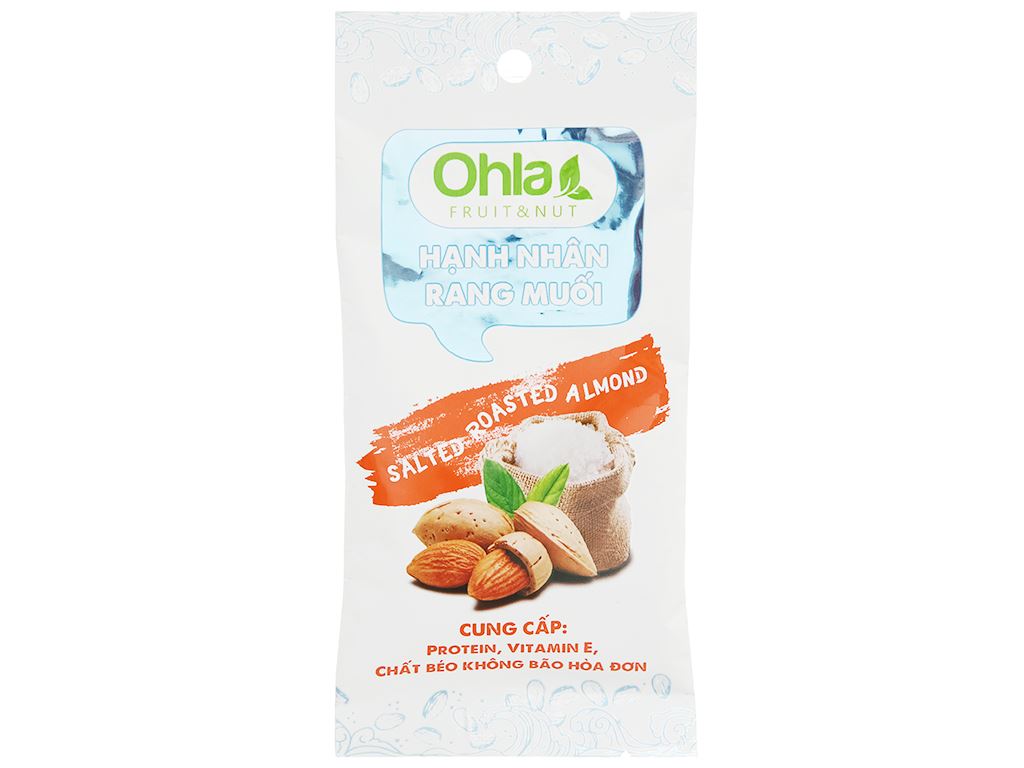 Ohla
FRUIT&NUT
HẠNH NHÂN
RANG MUỐI
SALTED ROASTED ALMOND
CUNG CẤP:
PROTEIN, VITAMIN E,
CHẤT BÉO KHÔNG BÃO HÒA ĐƠN